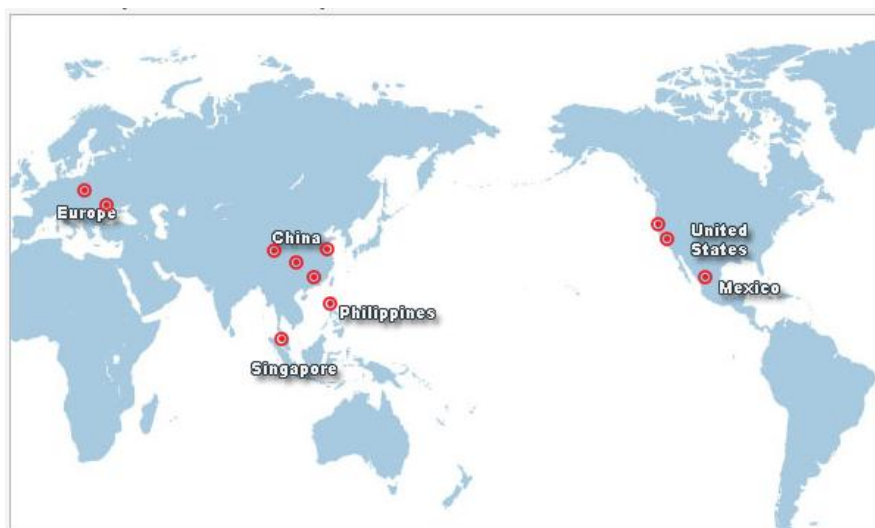 Europe
China
United
States
Mexico
Philippines
Singapore